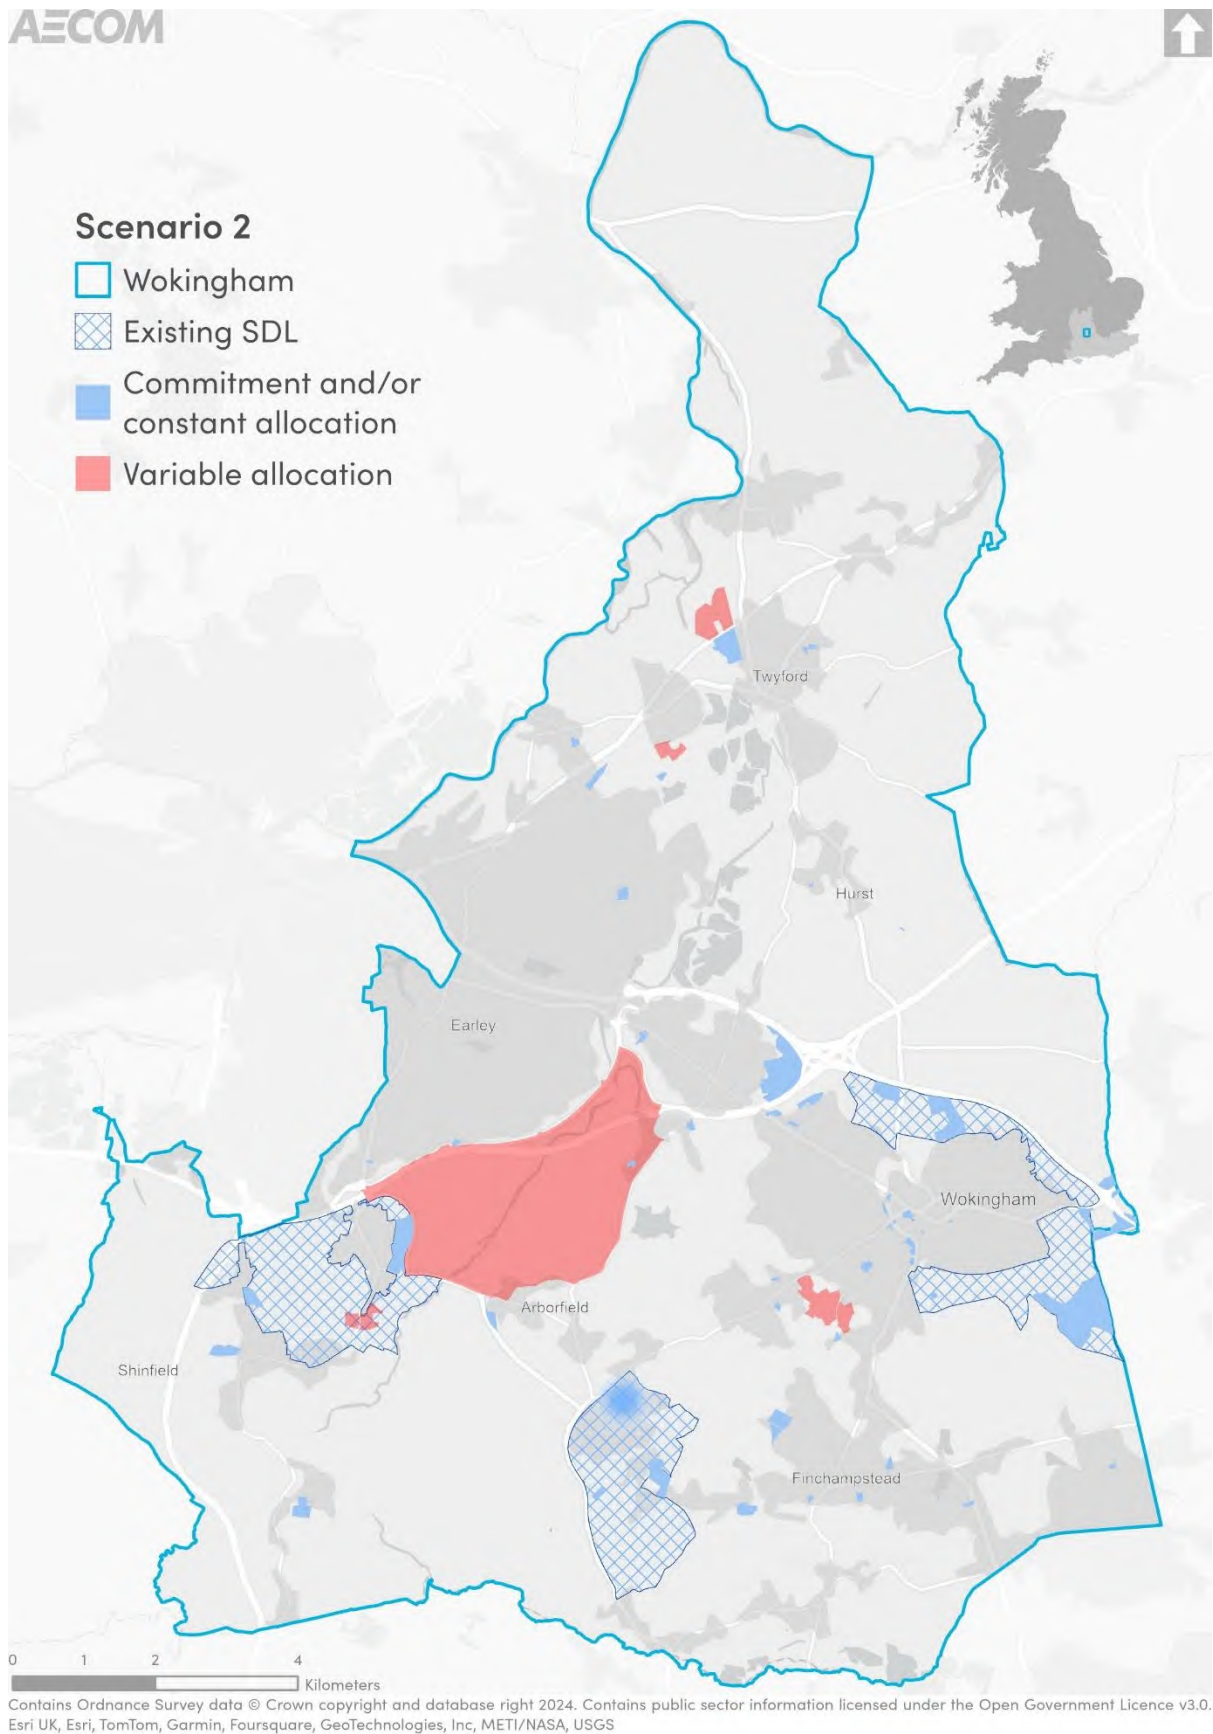 AECOM
Scenario 2
Wokingham
Existing SDL
Commitment and/or
constant allocation
Variable allocation
Twyford
Hurst
Earley
Wokingham
Arborfield
Shinfield
Finchampstead
0 1 2 4
Kilometers
Contains Ordnance Survey data © Crown copyright and database right 2024. Contains public sector information licensed under the Open Government Licence v3.0.
Esri UK, Esri, TomTom, Garmin, Foursquare, GeoTechnologies, Inc, METI/NASA, USGS